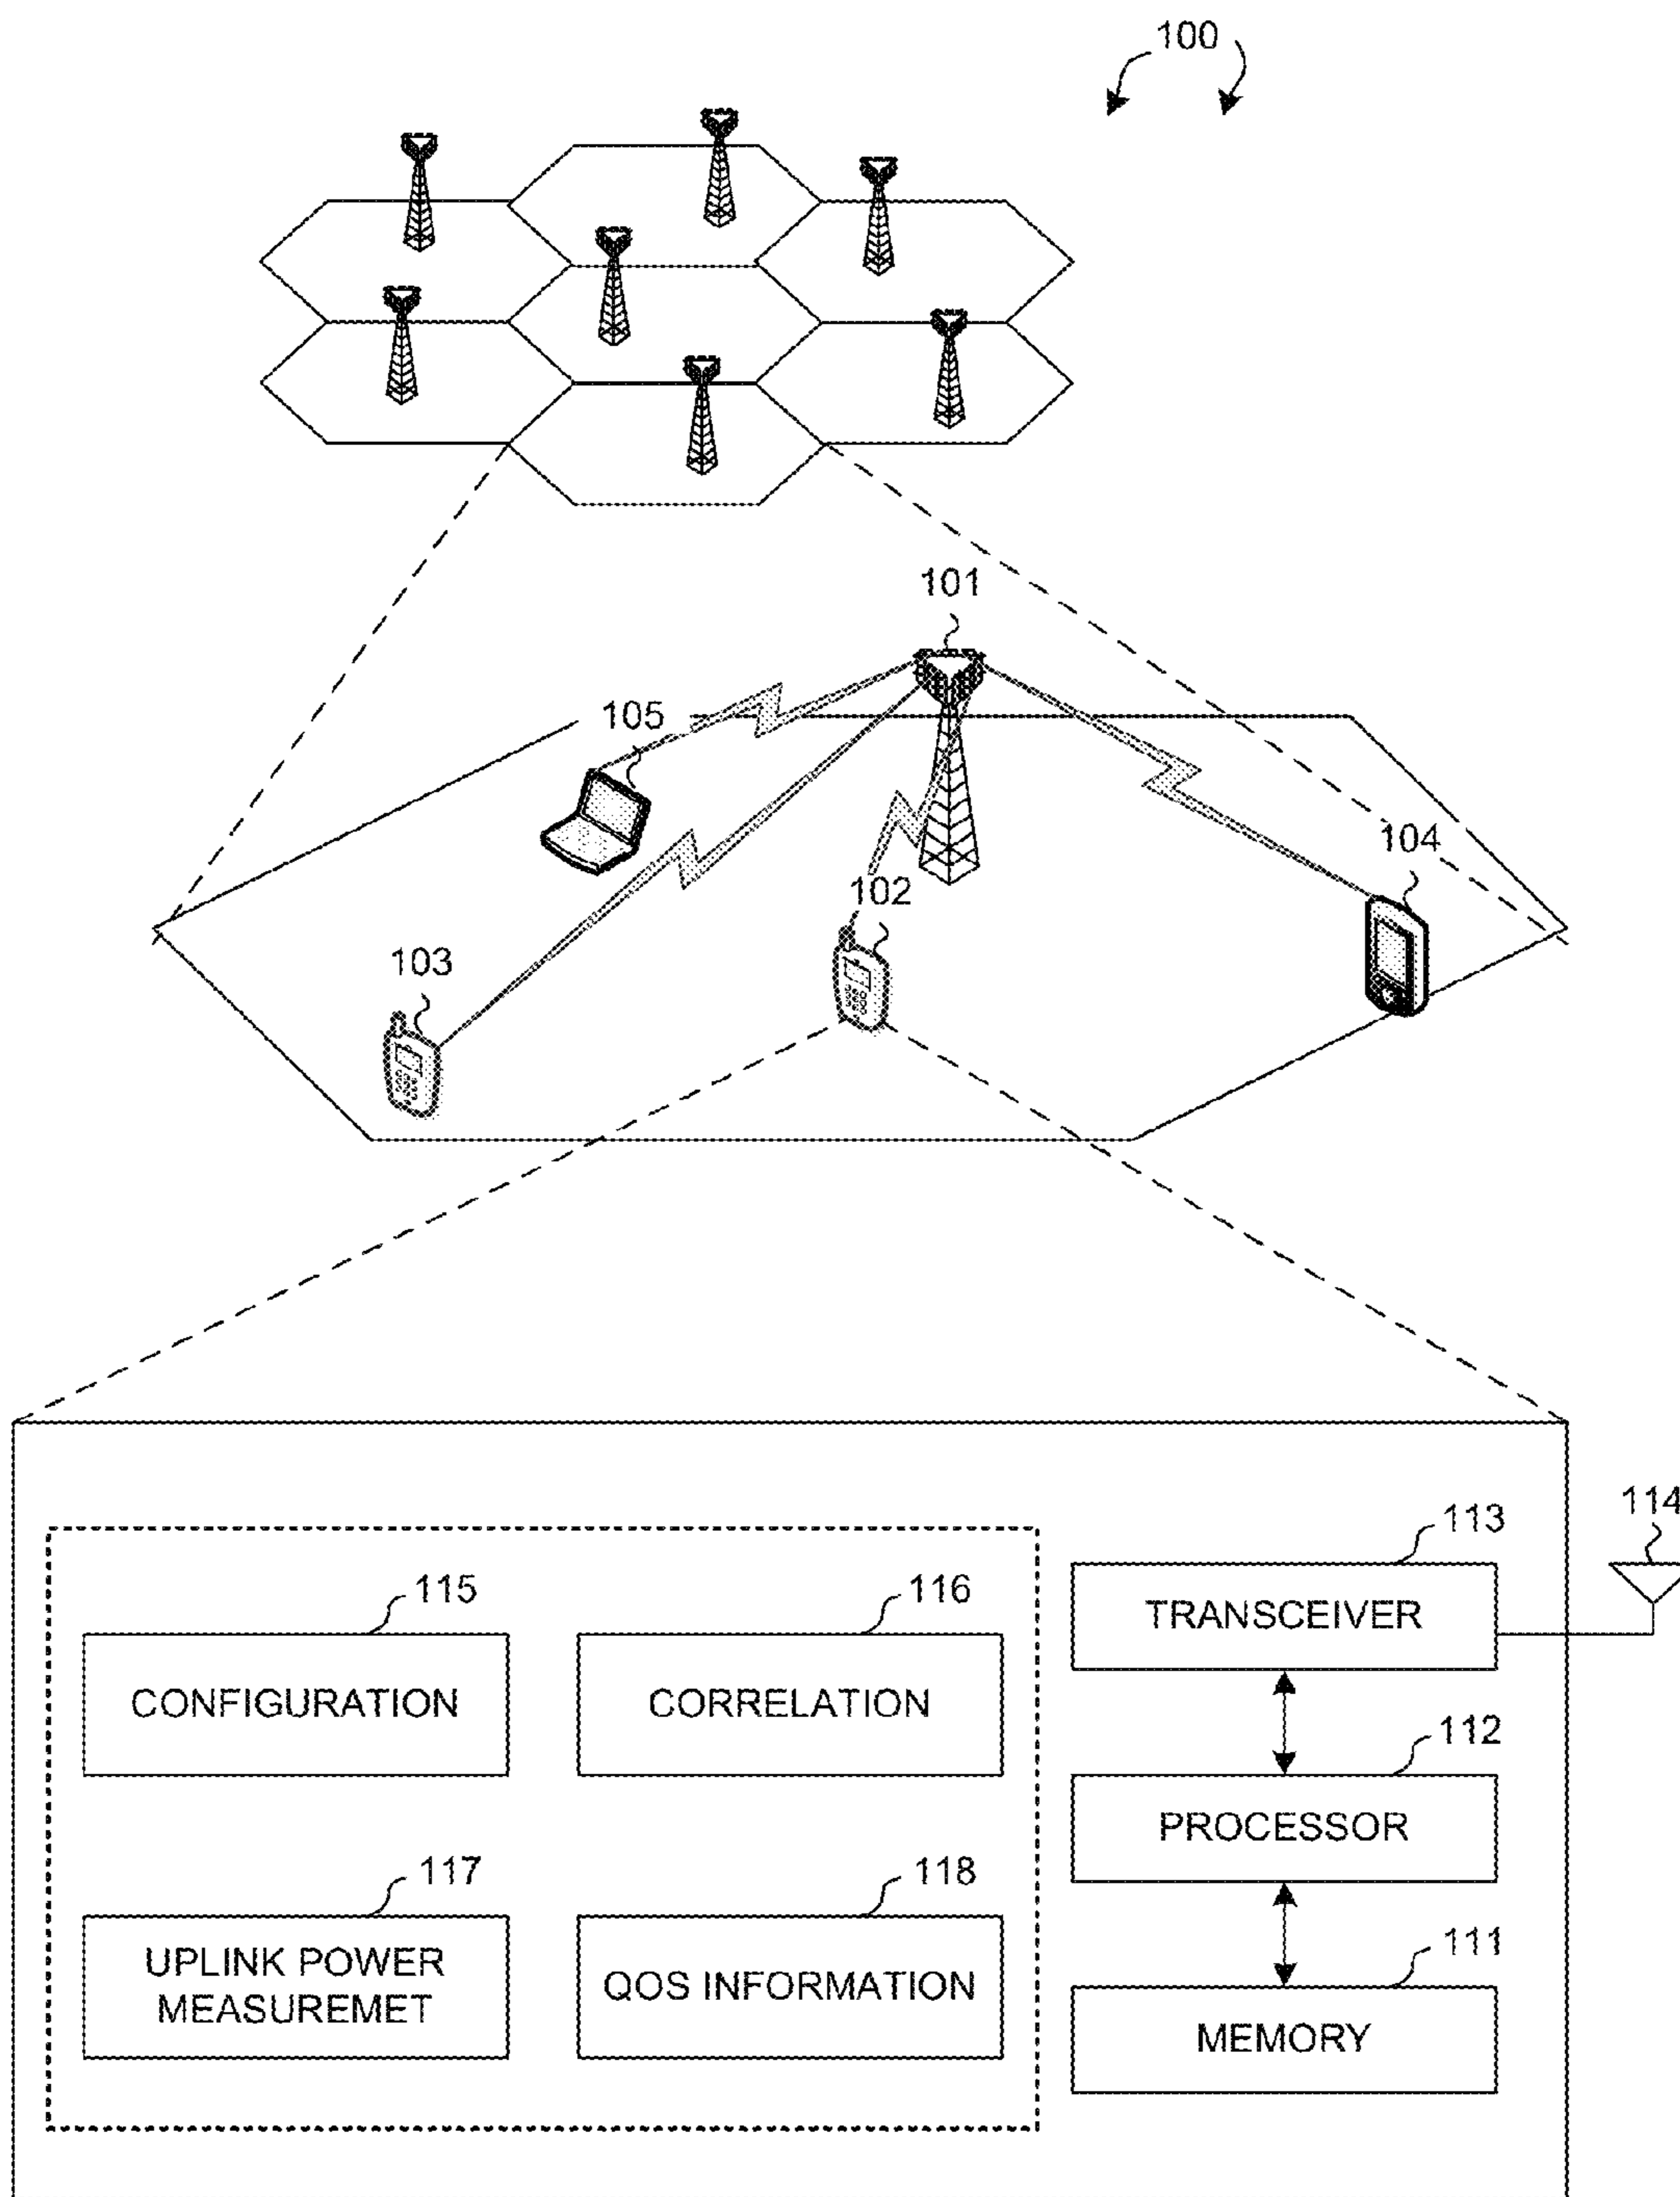 100
101
105
104
102
103
114
113
115
116
TRANSCEIVER
CONFIGURATION
CORRELATION
112
PROCESSOR
117
118
111
UPLINK POWER
MEASUREMET
QOS INFORMATION
MEMORY